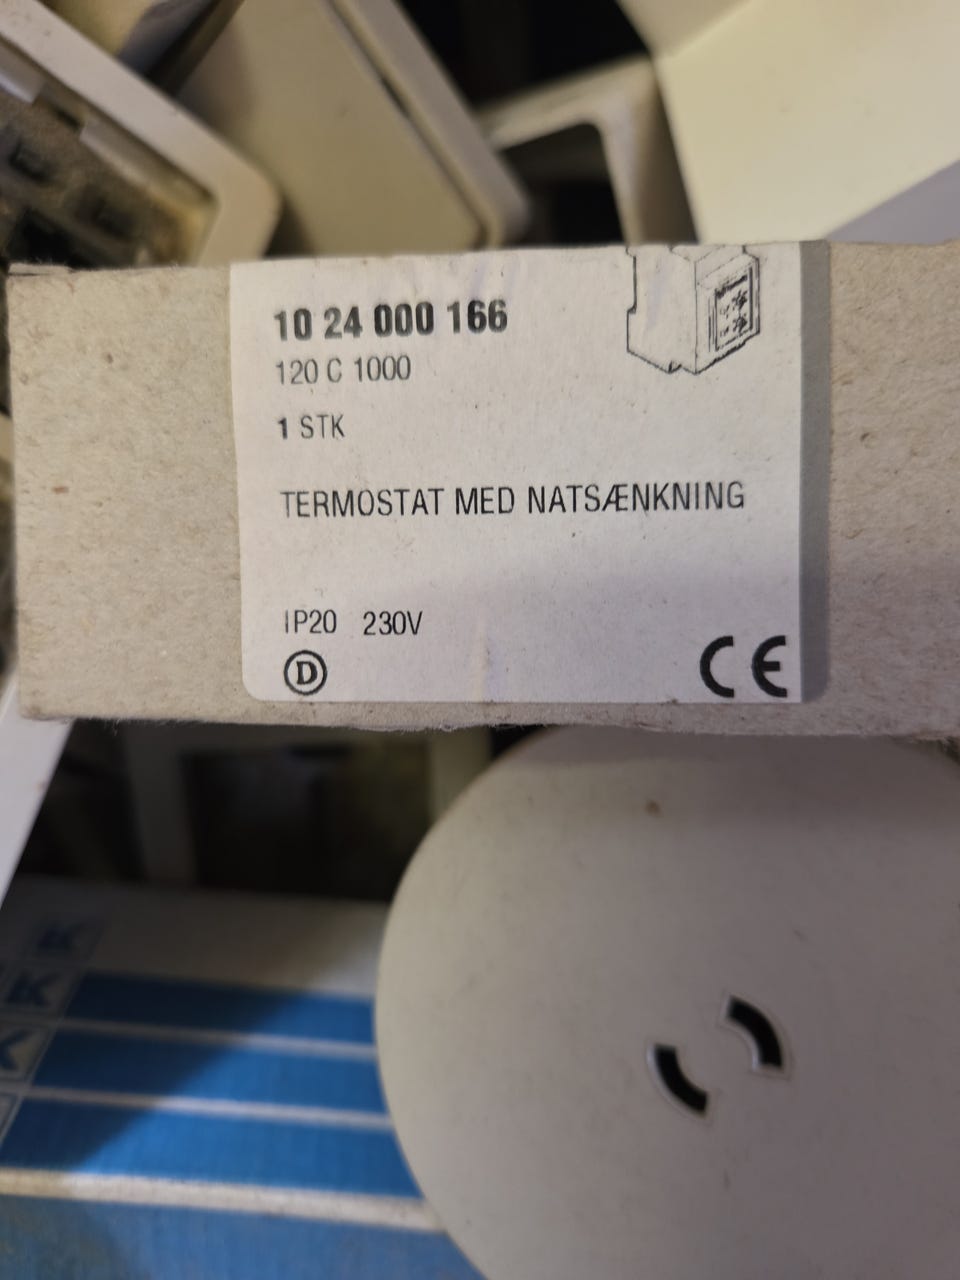 10 24 000 166
120 C 1000
1 STK
TERMOSTAT MED NATSÆNKNING
IP20 230V
D
CE